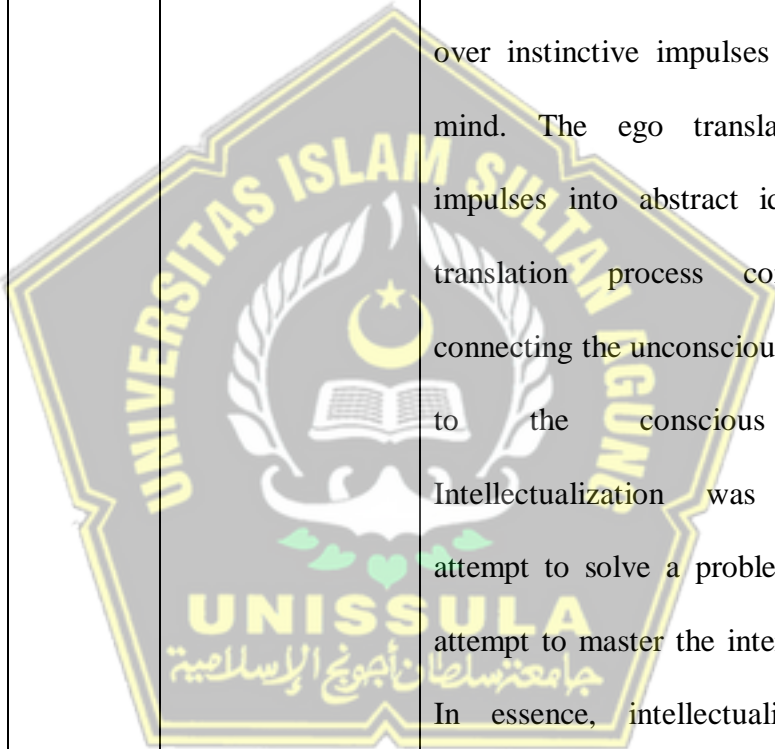 over instinctive impulses
mind. The ego transla
impulses into abstract id
translation process co
connecting the unconsciou
to the conscious
Intellectualization was
attempt to solve a proble
attempt to master the inte
In essence, intellectuali
UNIVERSITAS ISLAM SULTAN AGUNG
UNISSULA
جامعة سلطان أجونج الإسلامية